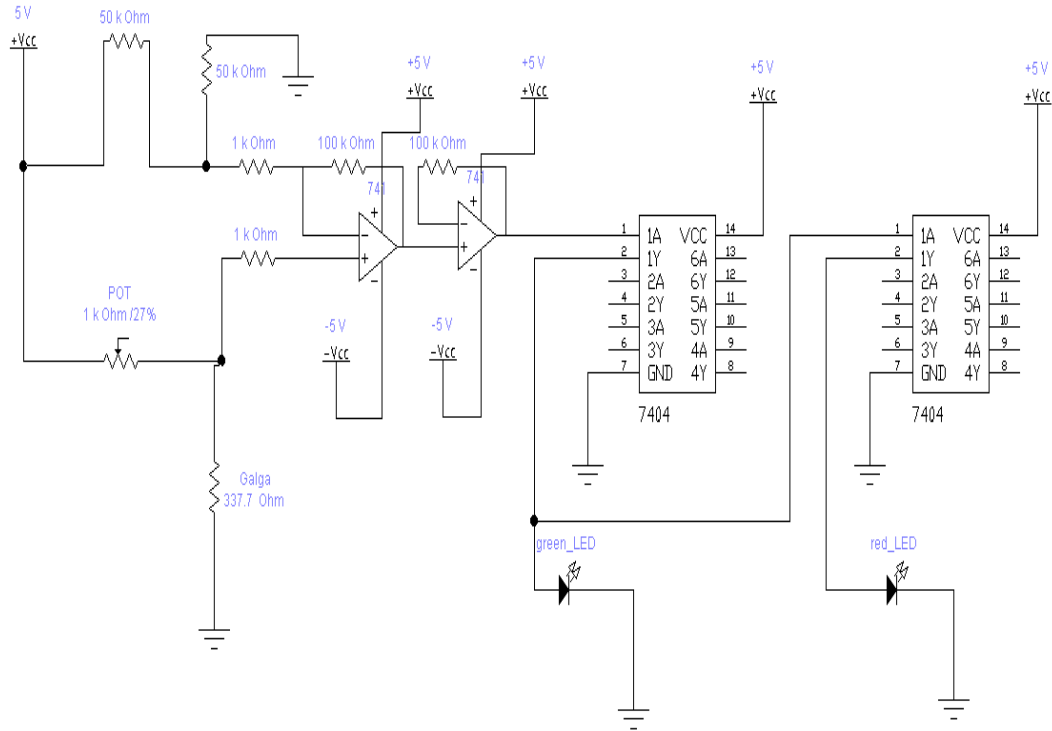 5 V
+Vcc
50 k Ohm
50 k Ohm
+5 V
+Vcc
+5 V
+Vcc
+5 V
+Vcc
+5 V
+Vcc
1 k Ohm
100 k Ohm
100 k Ohm
741
+
−
+
−
741
+
−
+
−
1 k Ohm
POT
1 k Ohm /27%
-5 V
−Vcc
-5 V
−Vcc
Galga
337.7 Ohm
1 1A VCC 14
2 1Y 6A 13
3 2A 6Y 12
4 2Y 5A 11
5 3A 5Y 10
6 3Y 4A 9
7 GND 4Y 8
7404
1 1A VCC 14
2 1Y 6A 13
3 2A 6Y 12
4 2Y 5A 11
5 3A 5Y 10
6 3Y 4A 9
7 GND 4Y 8
7404
green_LED
red_LED